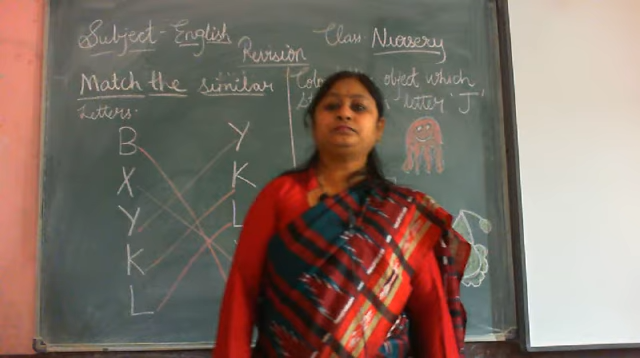 Subject - English
Class Nursery
Revision
Match the similar
Letters.
B Y
X K
Y L
K
L
object which
letter 'J'